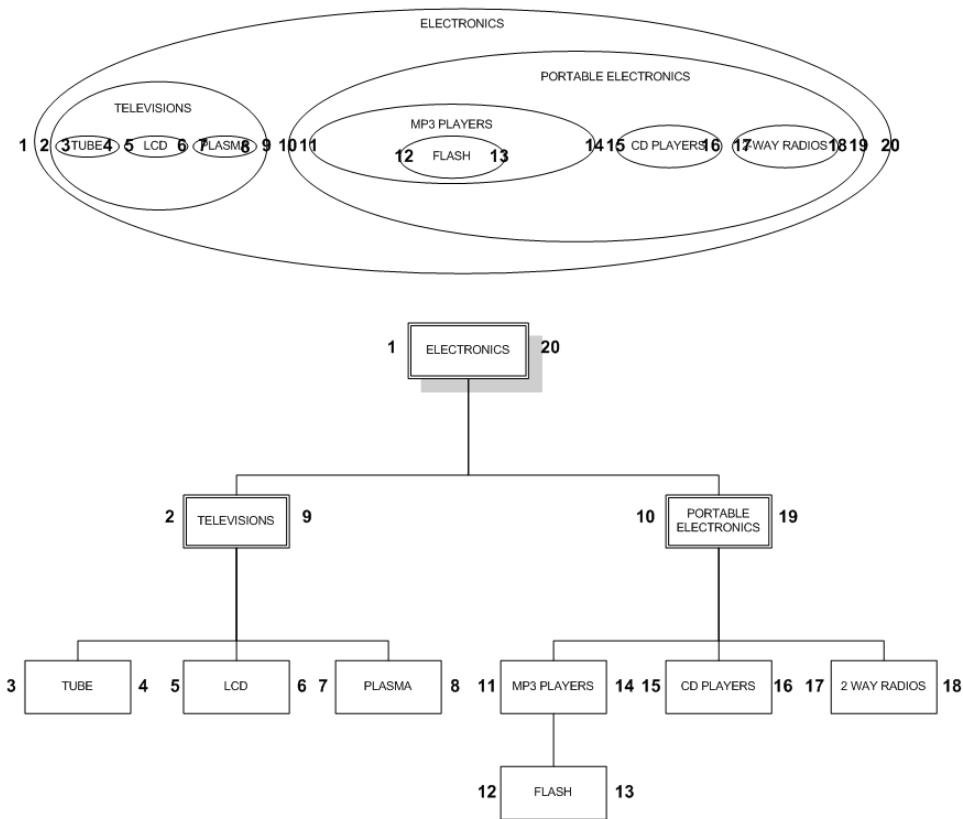 ELECTRONICS
PORTABLE ELECTRONICS
TELEVISIONS
MP3 PLAYERS
1 2 3 TUBE 4 5 LCD 6 7 PLASMA 8 9 10 11 14 15 CD PLAYERS 16 17 2 WAY RADIOS 18 19 20
12 FLASH 13
1 ELECTRONICS 20
2 TELEVISIONS 9
10 PORTABLE
ELECTRONICS 19
3 TUBE 4 5 LCD 6 7 PLASMA 8 11 MP3 PLAYERS 14 15 CD PLAYERS 16 17 2 WAY RADIOS 18
12 FLASH 13